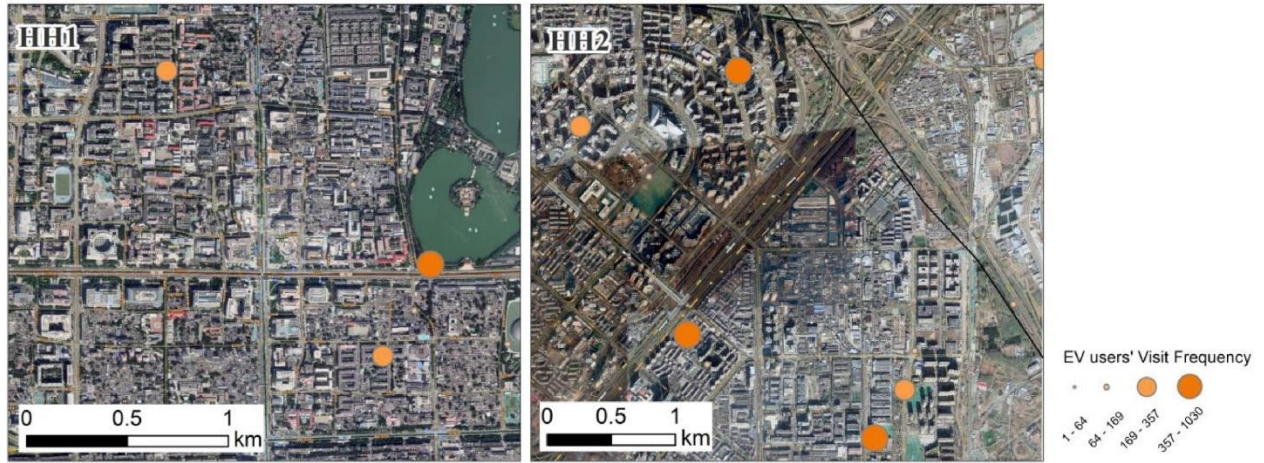 HH1
HH2
0 0.5 1
km
0 0.5 1
km
EV users' Visit Frequency
1 - 64
64 - 169
169 - 357
357 - 1030